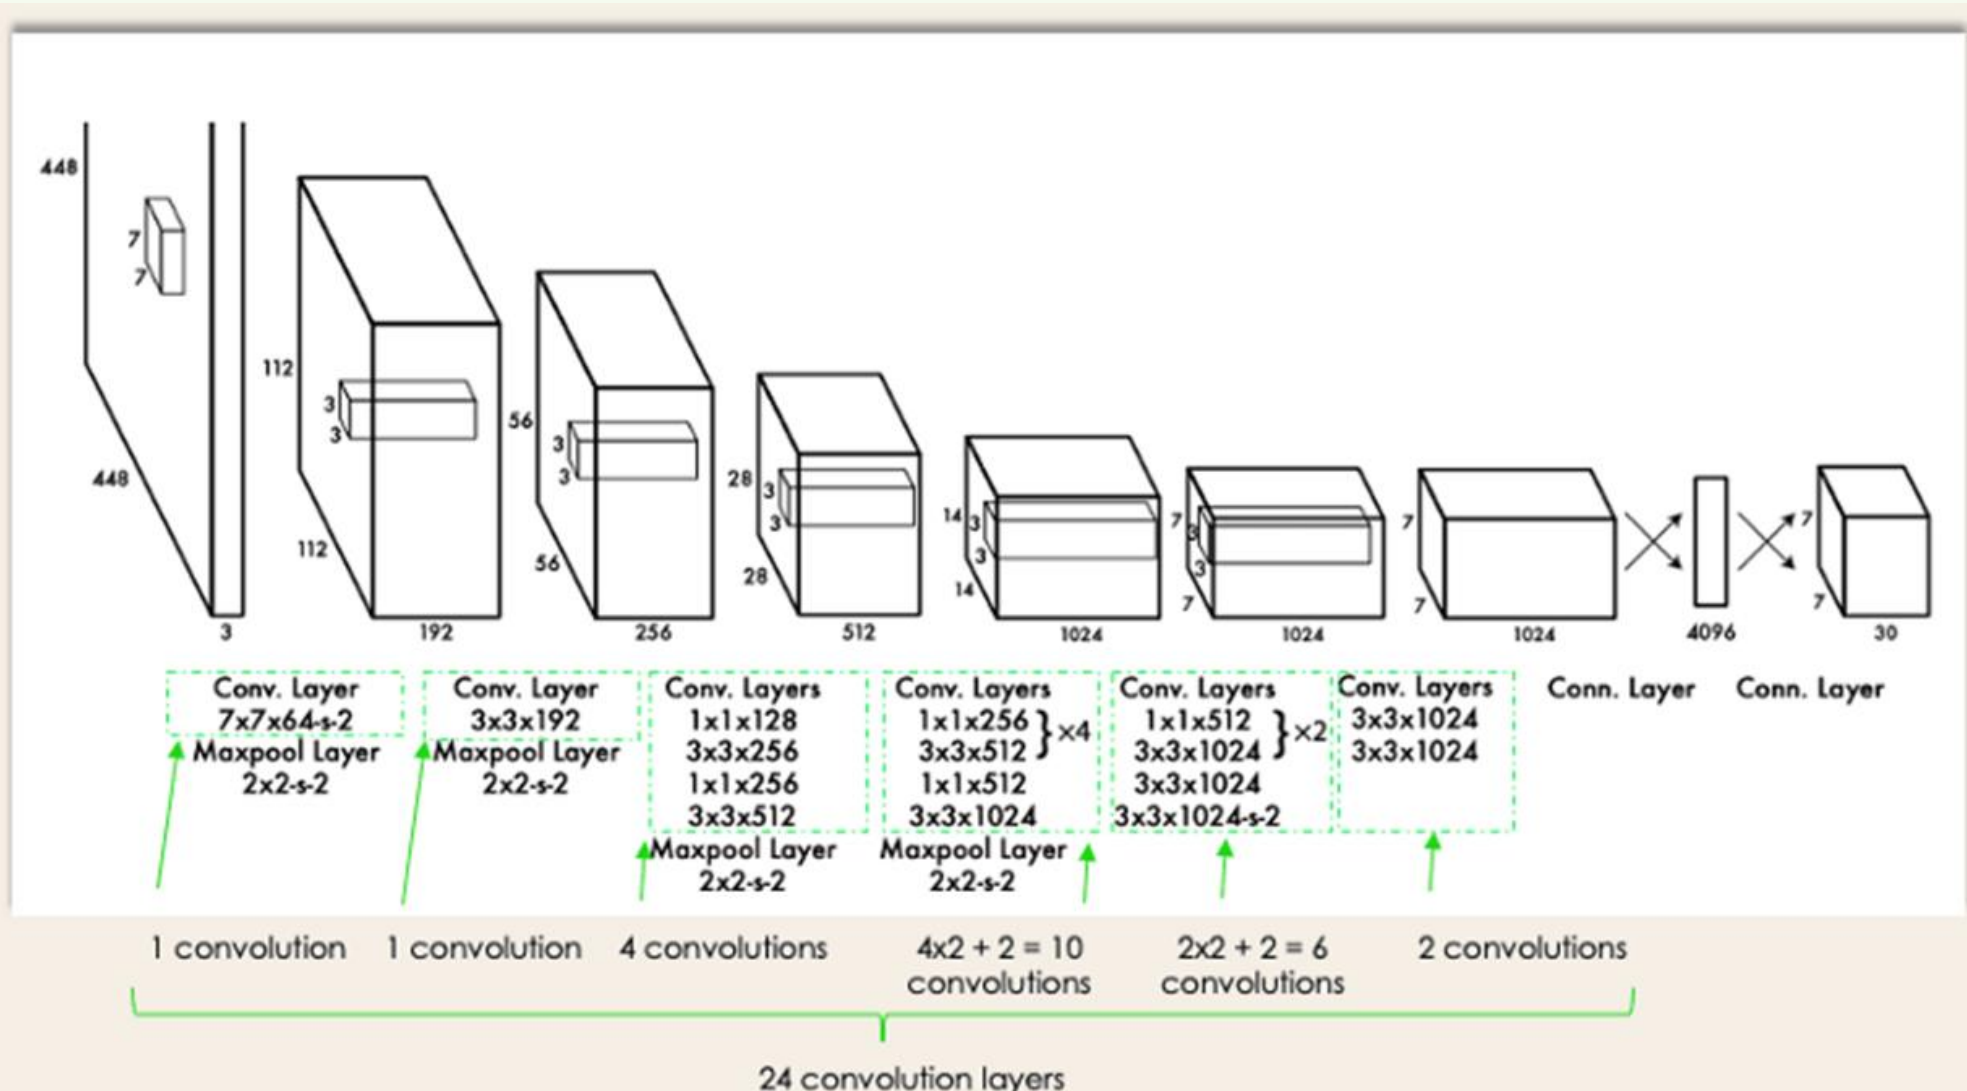 448
7
7
448
3
112
3
3
112
192
56
3
3
56
256
28
3
3
28
512
14
3
3
14
1024
7
3
3
7
1024
7
7
1024
4096
7
7
30
Conv. Layer
7x7x64-s-2
Maxpool Layer
2x2-s-2
Conv. Layer
3x3x192
Maxpool Layer
2x2-s-2
Conv. Layers
1x1x128
3x3x256
1x1x256
3x3x512
Maxpool Layer
2x2-s-2
Conv. Layers
1x1x256
3x3x512 } ×4
1x1x512
3x3x1024
Maxpool Layer
2x2-s-2
Conv. Layers
1x1x512
3x3x1024 } ×2
3x3x1024
3x3x1024-s-2
Conv. Layers
3x3x1024
3x3x1024
Conn. Layer
Conn. Layer
1 convolution
1 convolution
4 convolutions
4x2 + 2 = 10
convolutions
2x2 + 2 = 6
convolutions
2 convolutions
24 convolution layers